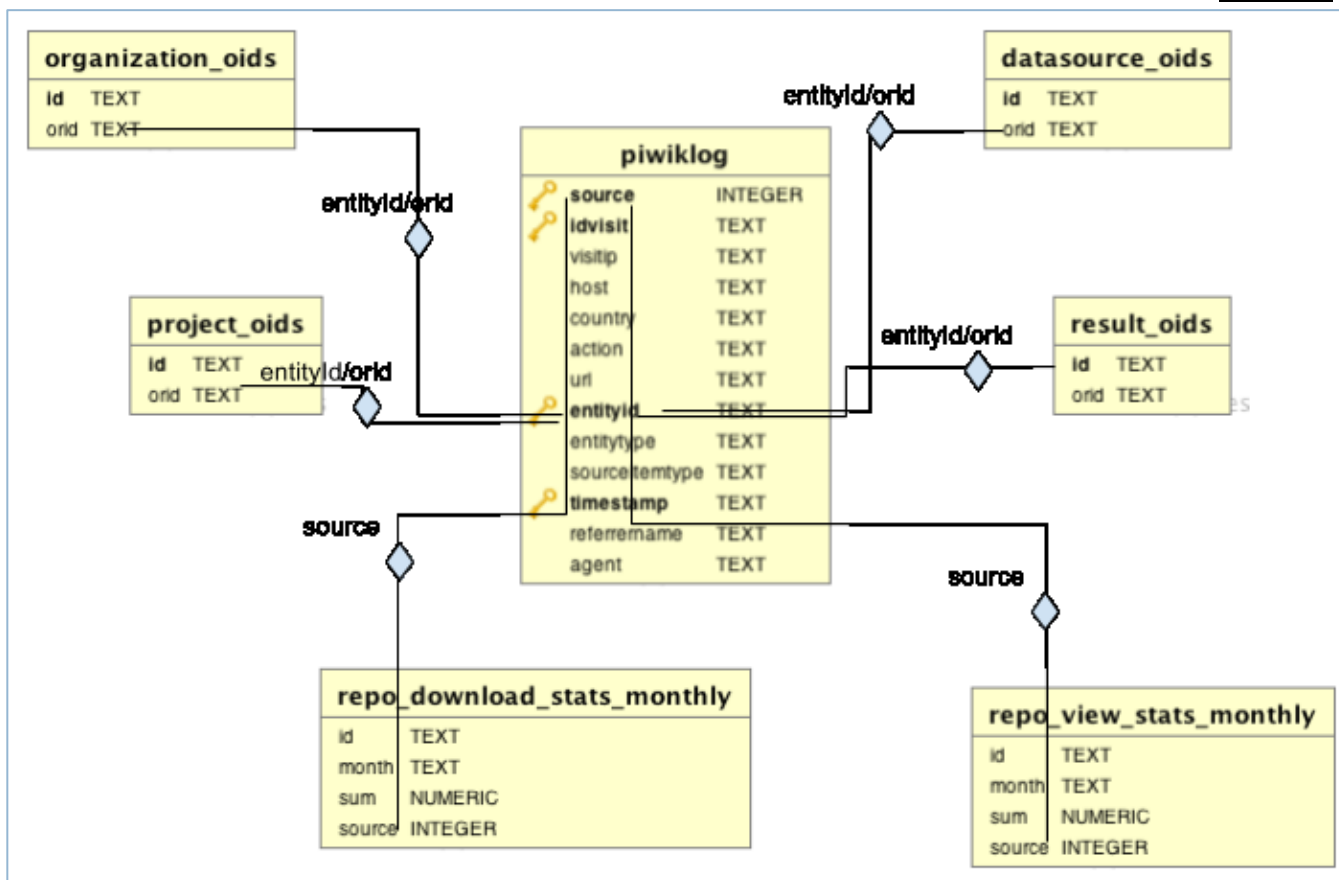 organization_oids
id TEXT
orid TEXT
datasource_oids
id TEXT
orid TEXT
entityId/orid
piwiklog
source INTEGER
idvisit TEXT
visitip TEXT
host TEXT
country TEXT
action TEXT
url TEXT
entityid TEXT
entitytype TEXT
sourceitemtype TEXT
timestamp TEXT
referrername TEXT
agent TEXT
entityId/orid
project_oids
id TEXT
orid TEXT
entityId/orid
entityId/orid
result_oids
id TEXT
orid TEXT
es
source
source
repo_download_stats_monthly
id TEXT
month TEXT
sum NUMERIC
source INTEGER
repo_view_stats_monthly
id TEXT
month TEXT
sum NUMERIC
source INTEGER